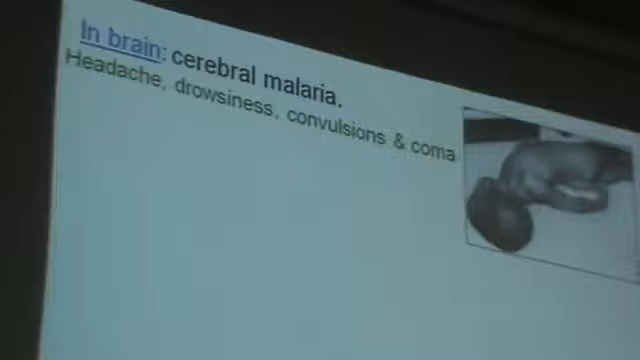 In brain: cerebral malaria.
Headache, drowsiness, convulsions & coma